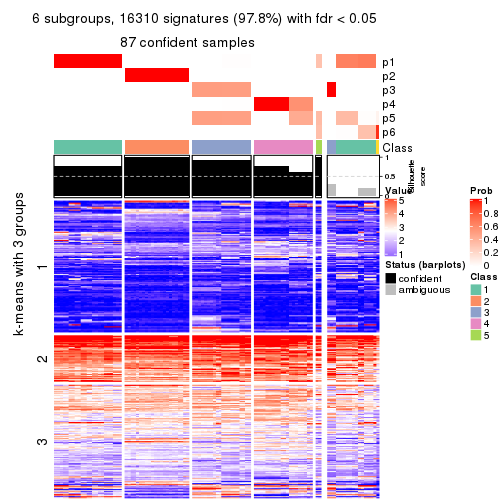 6 subgroups, 16310 signatures (97.8%) with fdr < 0.05
87 confident samples
p1
p2
p3
p4
p5
p6
Class
1
0.5
0
Silhouette
score
k-means with 3 groups
1
2
3
Value
5
4
3
2
1
Status (barplots)
confident
ambiguous
Prob
1
0.8
0.6
0.4
0.2
0
Class
1
2
3
4
5